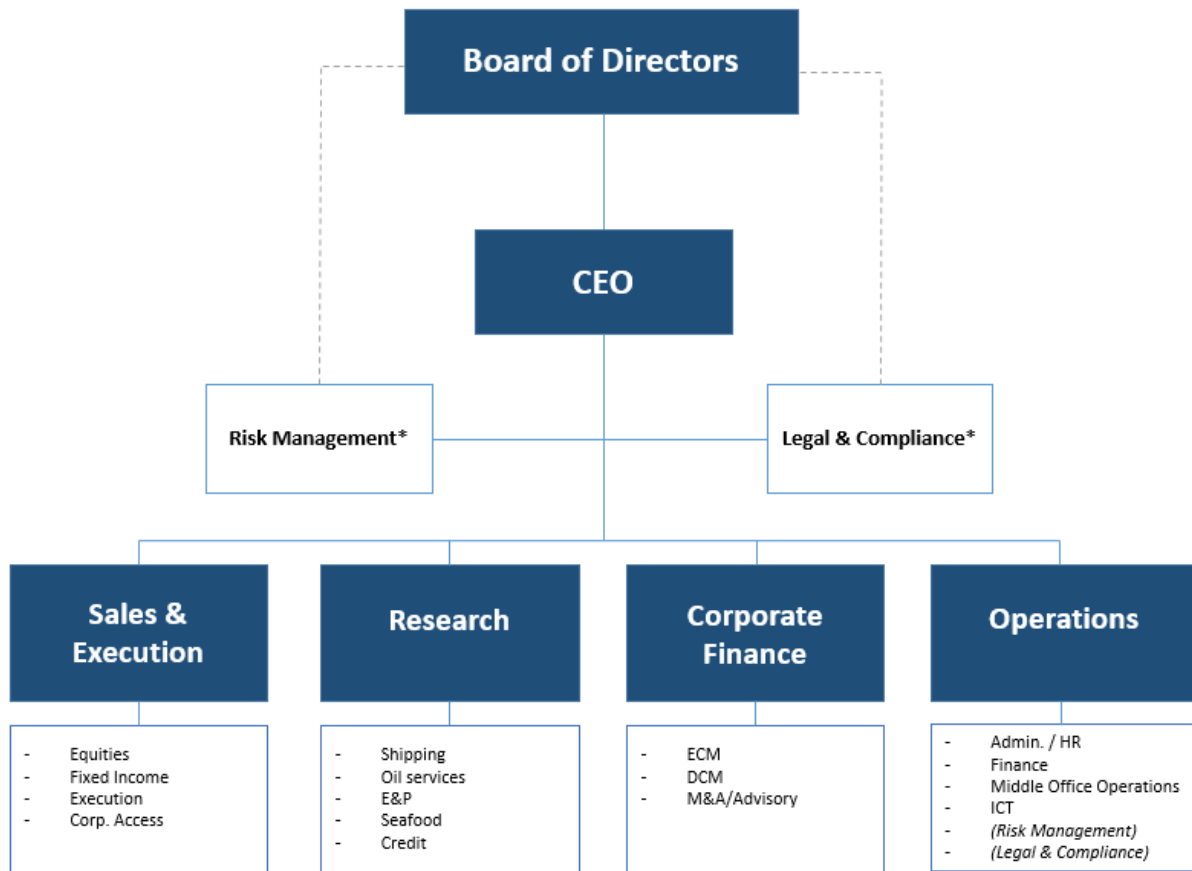 Board of Directors
CEO
Risk Management*
Legal & Compliance*
Sales &
Execution
Research
Corporate
Finance
Operations
- Equities
- Fixed Income
- Execution
- Corp. Access
- Shipping
- Oil services
- E&P
- Seafood
- Credit
- ECM
- DCM
- M&A/Advisory
- Admin. / HR
- Finance
- Middle Office Operations
- ICT
- (Risk Management)
- (Legal & Compliance)